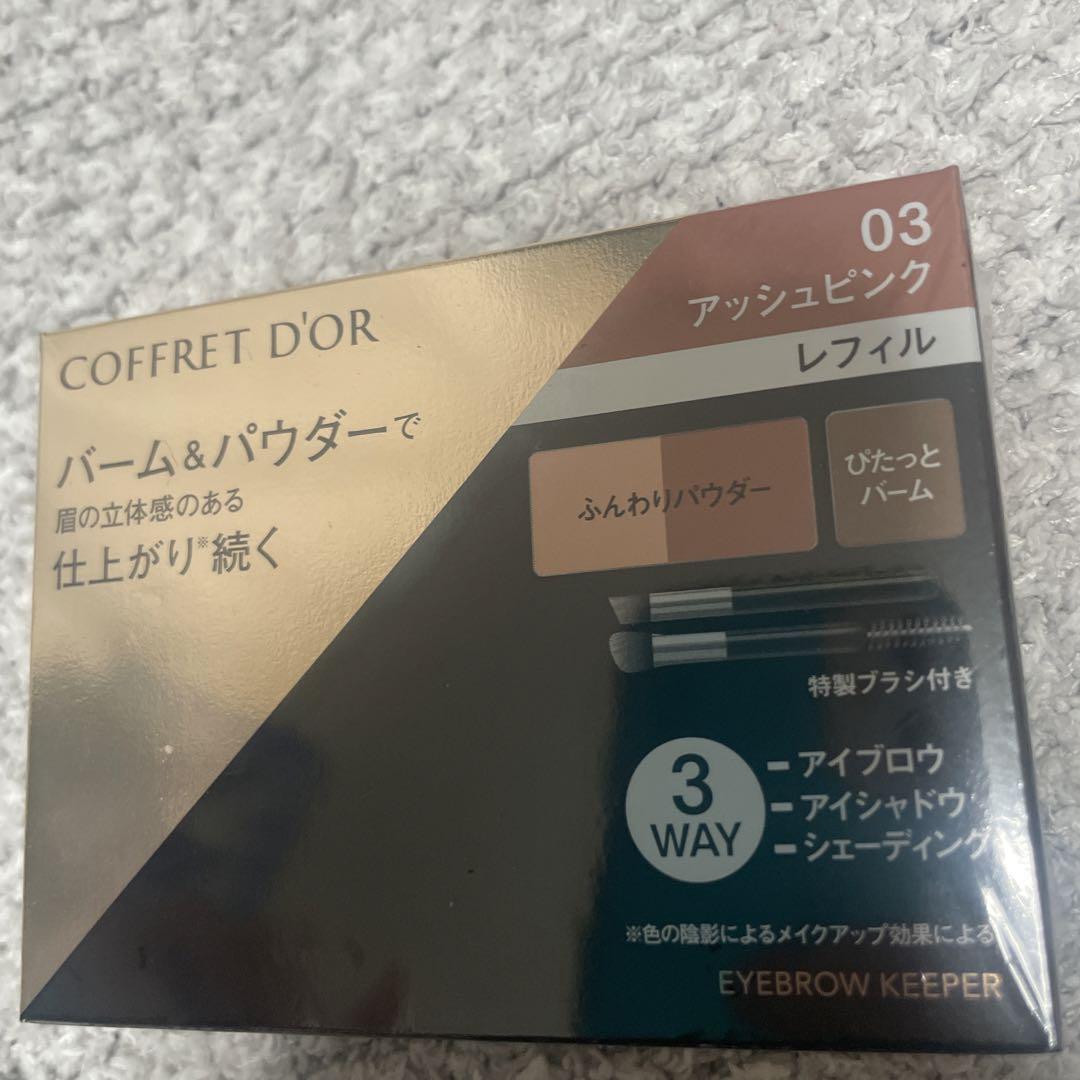 COFFRET D'OR
バーム&パウダーで
眉の立体感のある
仕上がり※続く
03
アッシュピンク
レフィル
ふんわりパウダー
ぴたっと
バーム
特製ブラシ付き
3
WAY
アイブロウ
アイシャドウ
シェーディング
※色の陰影によるメイクアップ効果による
EYEBROW KEEPER